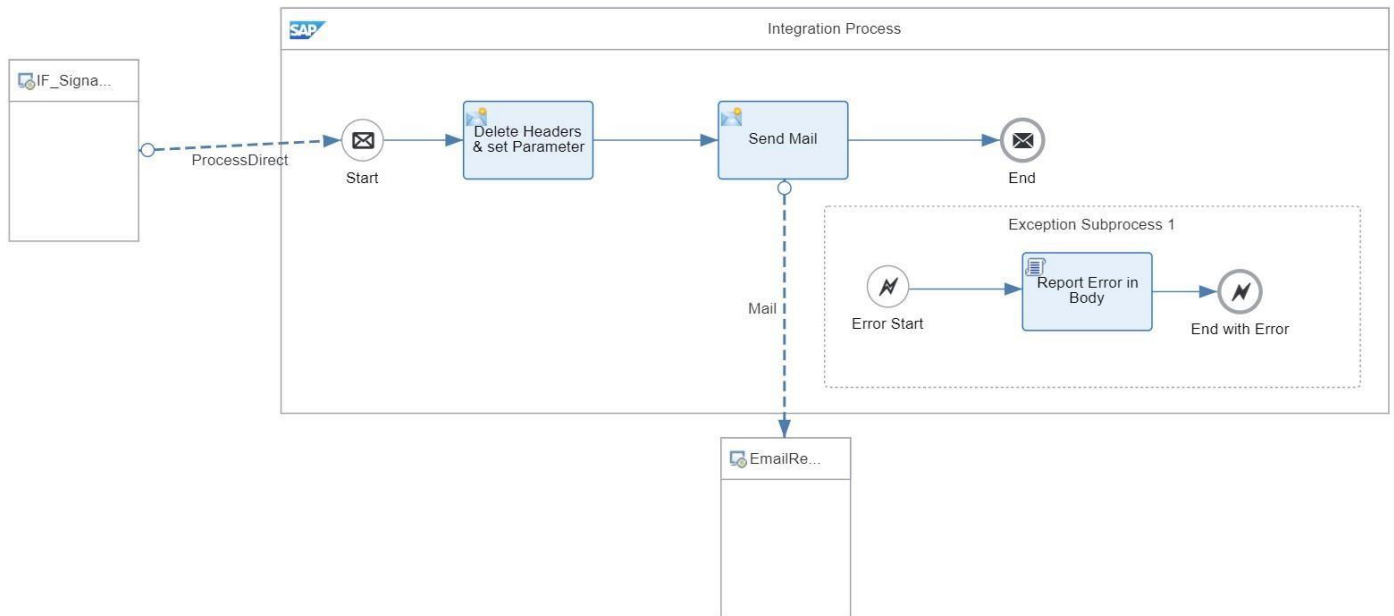 SAP
Integration Process
IF_Signa...
ProcessDirect
Start
Delete Headers
& set Parameter
Send Mail
End
Exception Subprocess 1
Error Start
Report Error in
Body
End with Error
Mail
EmailRe...